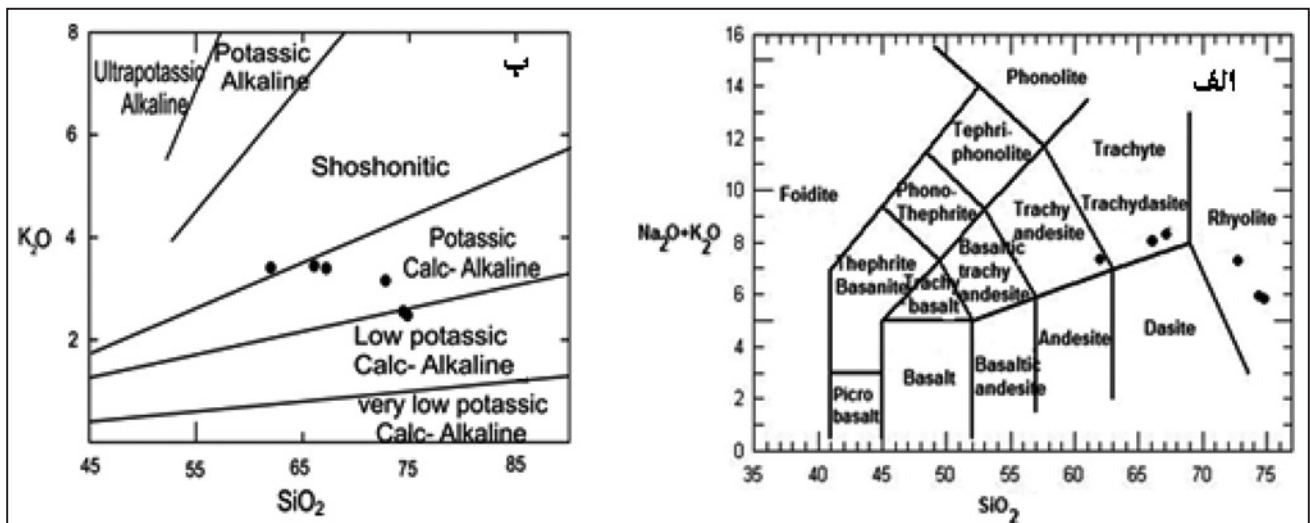 8
6
4
2
K₂O
45
55
65
75
85
SiO₂
Ultrapotassic
Alkaline
Potassic
Alkaline
ب
Shoshonitic
Potassic
Calc- Alkaline
Low potassic
Calc- Alkaline
very low potassic
Calc- Alkaline
16
14
12
10
8
6
4
2
0
Na₂O+K₂O
35
40
45
50
55
60
65
70
75
SiO₂
الف
Phonolite
Tephri-
phonolite
Trachyte
Foidite
Phono-
Thephrite
Trachy
andesite
Trachydasite
Rhyolite
Thephrite
Basanite
Trachy
basalt
Basaltic
trachy
andesite
Andesite
Dasite
Basalt
Basaltic
andesite
Picro
basalt